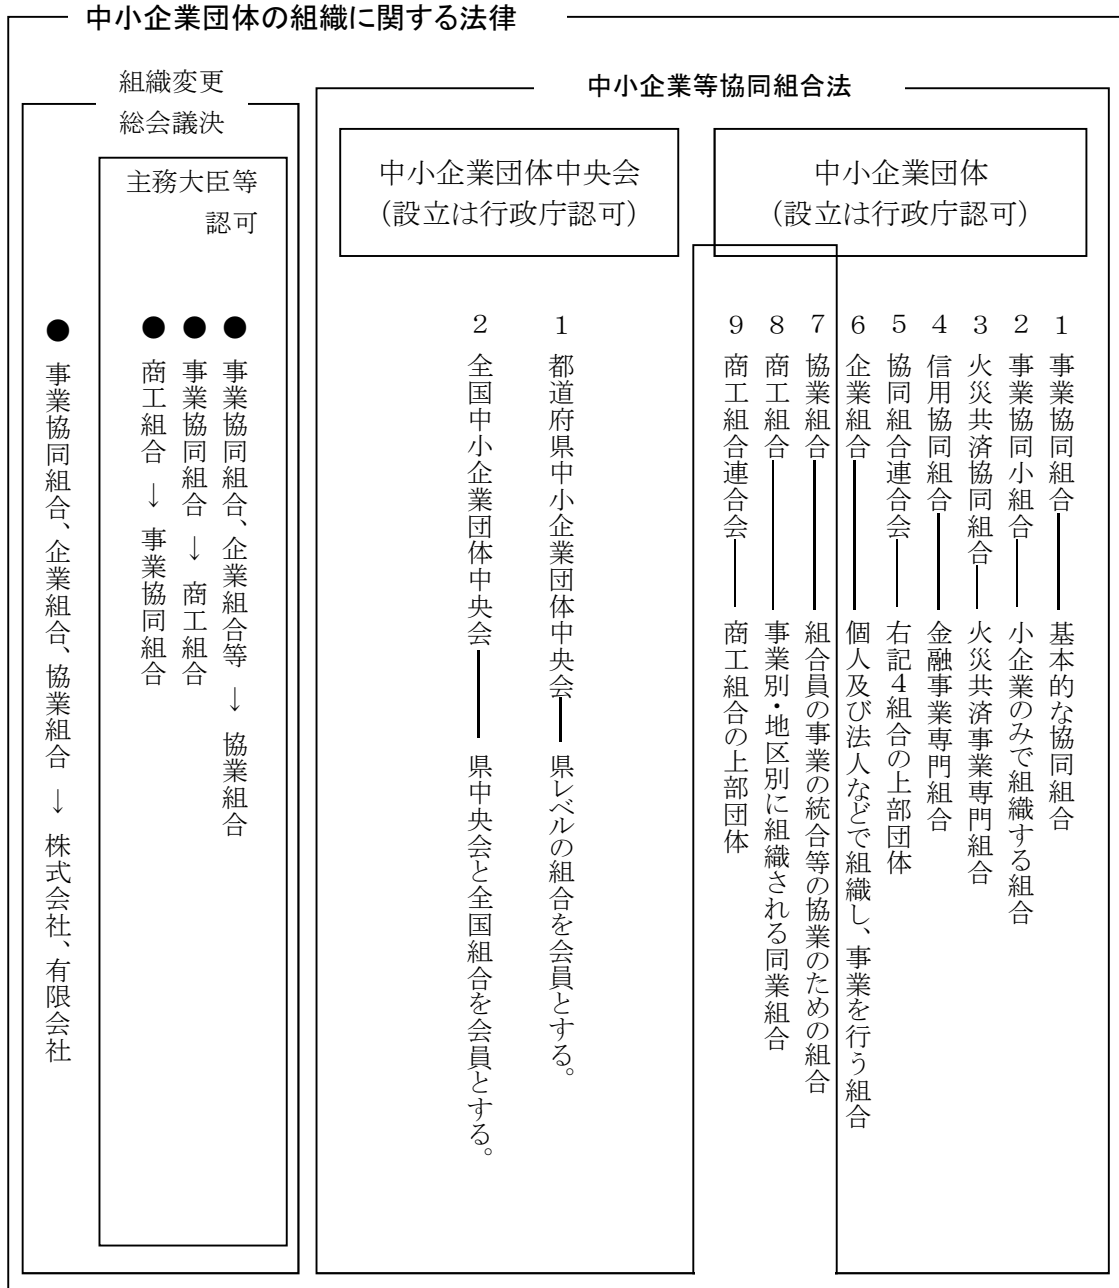 中小企業団体の組織に関する法律
中小企業等協同組合法
中小企業団体
（設立は行政庁認可）
1 事業協同組合――基本的な協同組合
2 事業協同小組合――小企業のみで組織する組合
3 火災共済協同組合――火災共済事業専門組合
4 信用協同組合――金融事業専門組合
5 協同組合連合会――右記4組合の上部団体
6 企業組合――個人及び法人などで組織し、事業を行う組合
7 協業組合――組合員の事業の統合等の協業のための組合
8 商工組合――事業別・地区別に組織される同業組合
9 商工組合連合会――商工組合の上部団体
中小企業団体中央会
（設立は行政庁認可）
1 都道府県中小企業団体中央会――県レベルの組合を会員とする。
2 全国中小企業団体中央会――県中央会と全国組合を会員とする。
組織変更
総会議決
主務大臣等
認可
● 事業協同組合、企業組合等 → 協業組合
● 事業協同組合 → 商工組合
● 商工組合 → 事業協同組合
● 事業協同組合、企業組合、協業組合 → 株式会社、有限会社